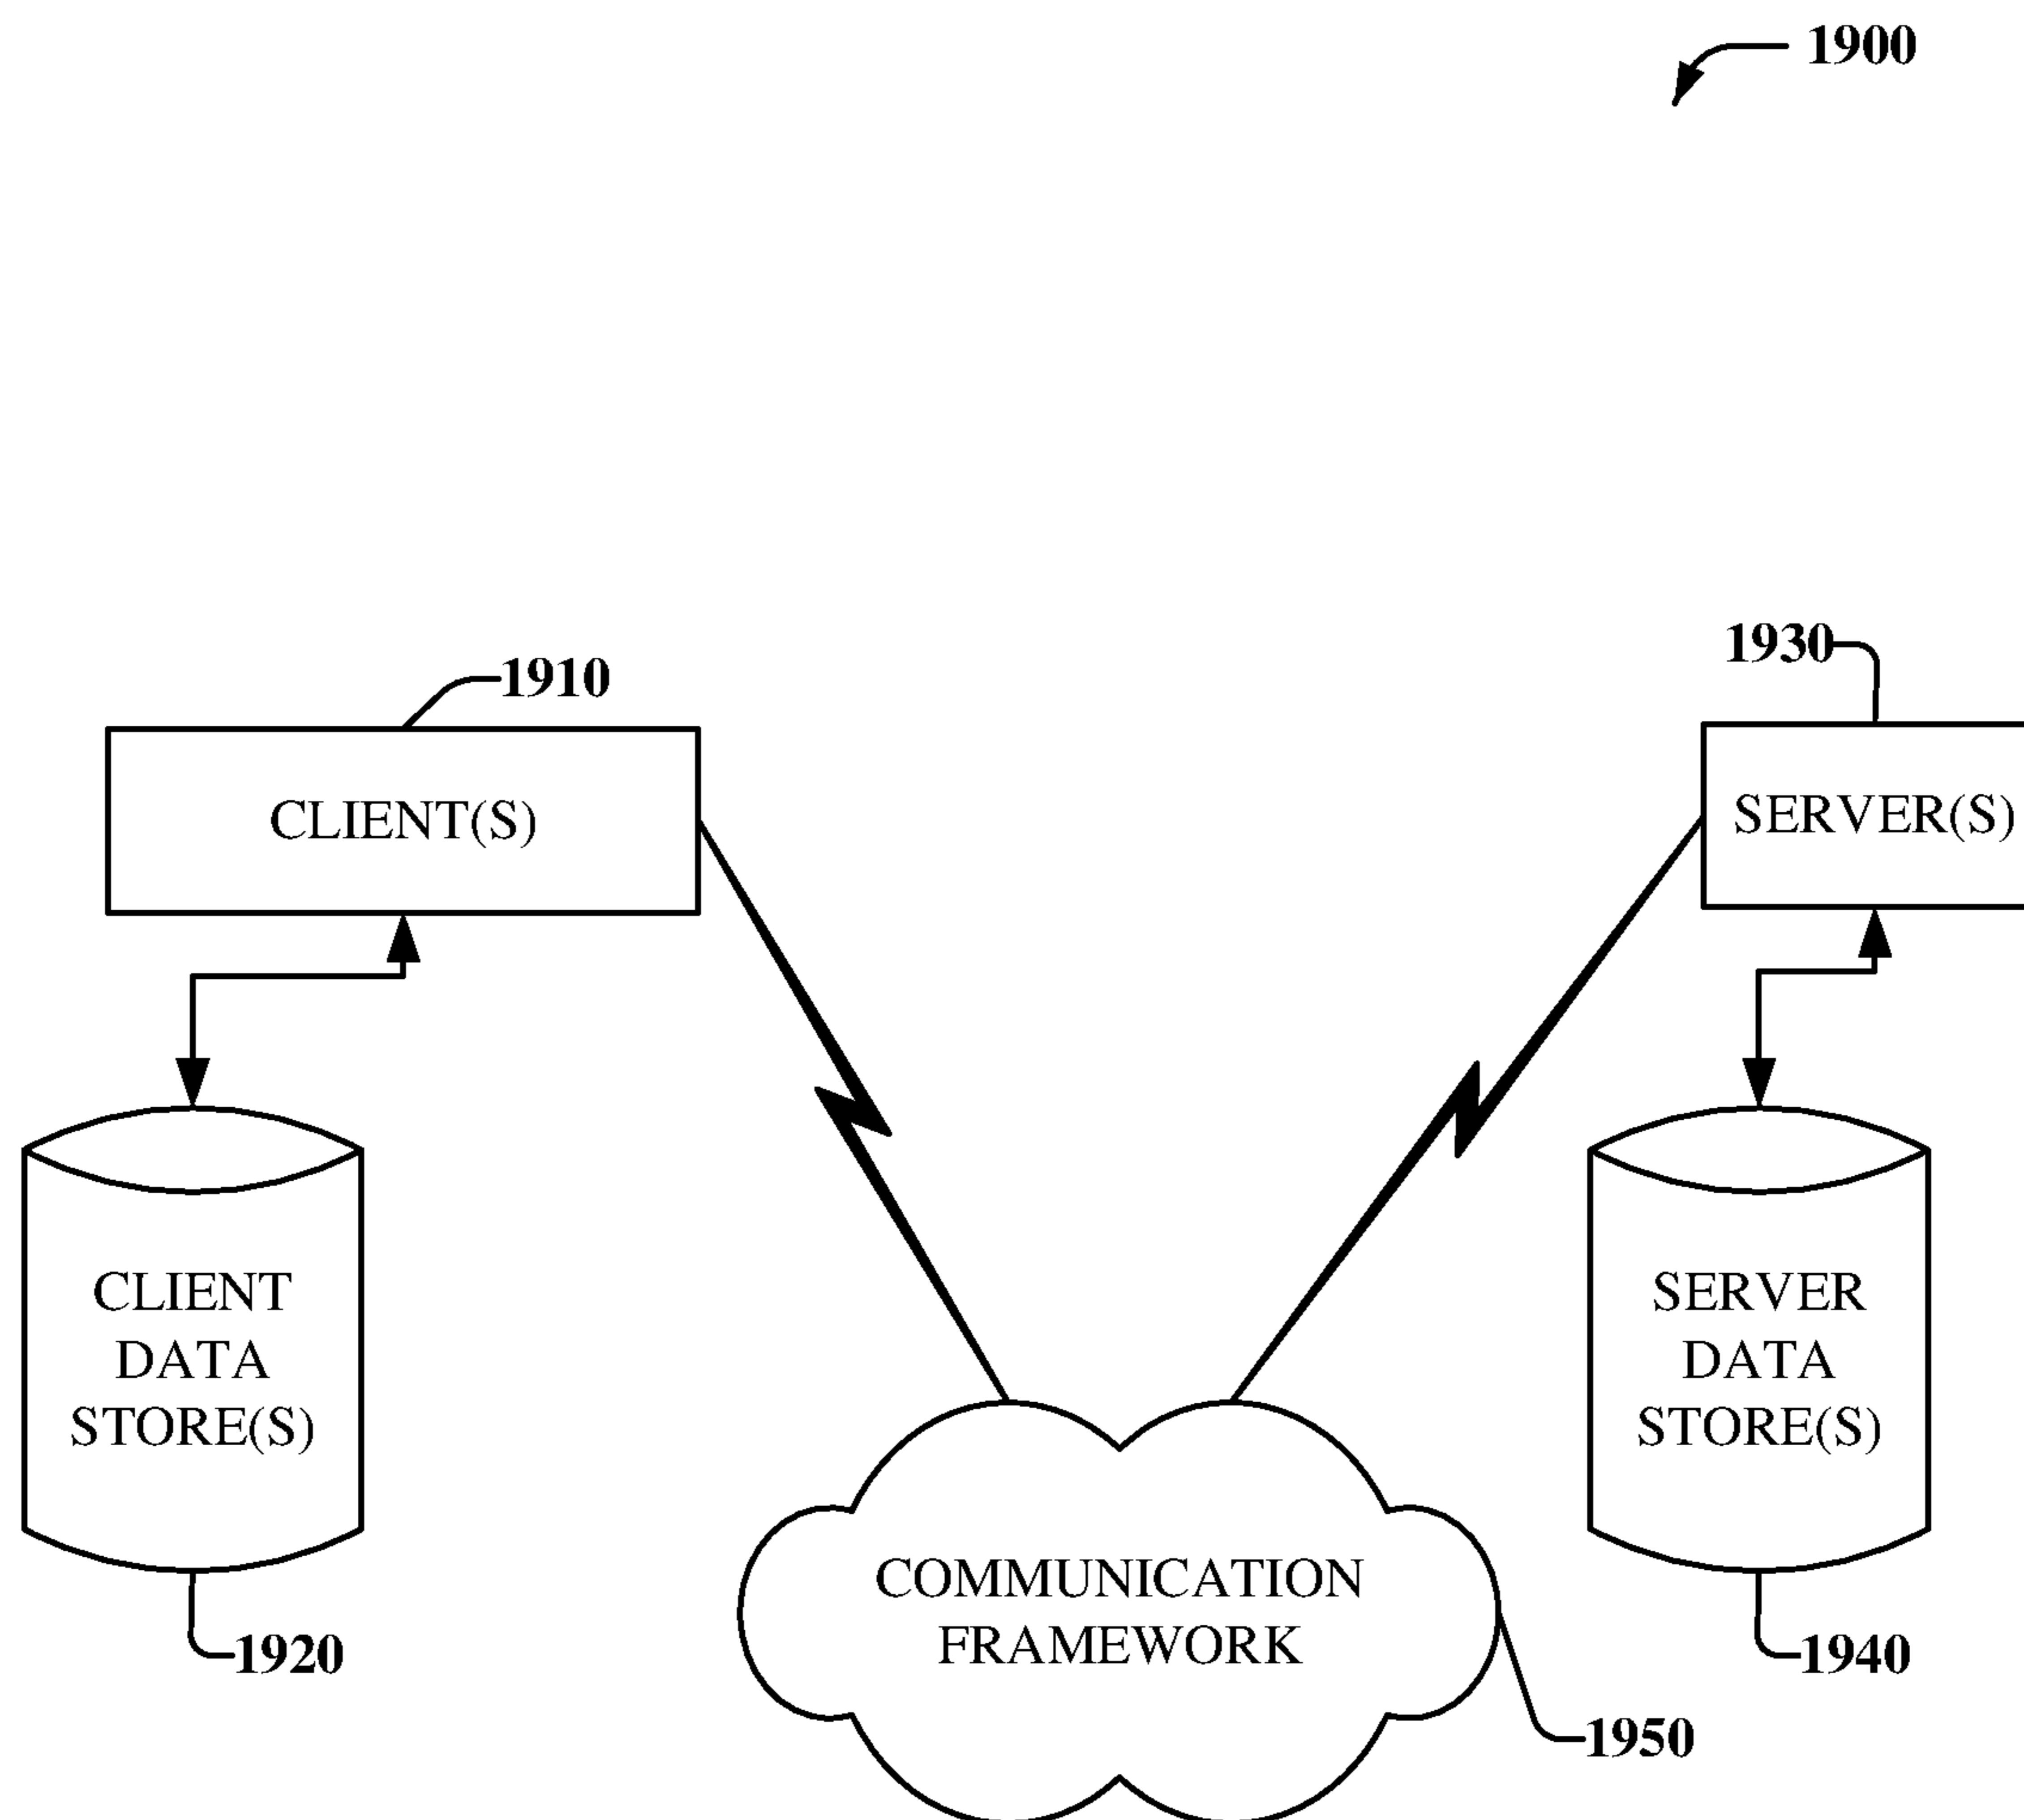 1900
1910
1930
CLIENT(S)
SERVER(S)
CLIENT
DATA
STORE(S)
SERVER
DATA
STORE(S)
COMMUNICATION
FRAMEWORK
1920
1940
1950